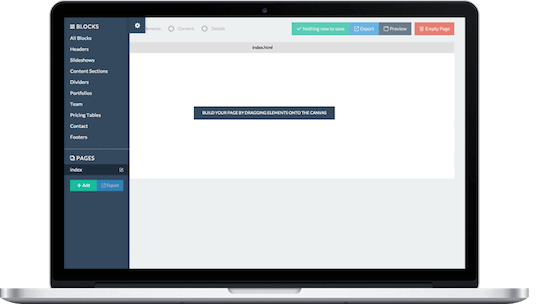 BLOCKS
All Blocks
Headers
Slideshows
Content Sections
Dividers
Portfolios
Team
Pricing Tables
Contact
Footers
PAGES
index
Add Export
Elements Content Details
Nothing new to save Export Preview Empty Page
index.html
BUILD YOUR PAGE BY DRAGGING ELEMENTS ONTO THE CANVAS